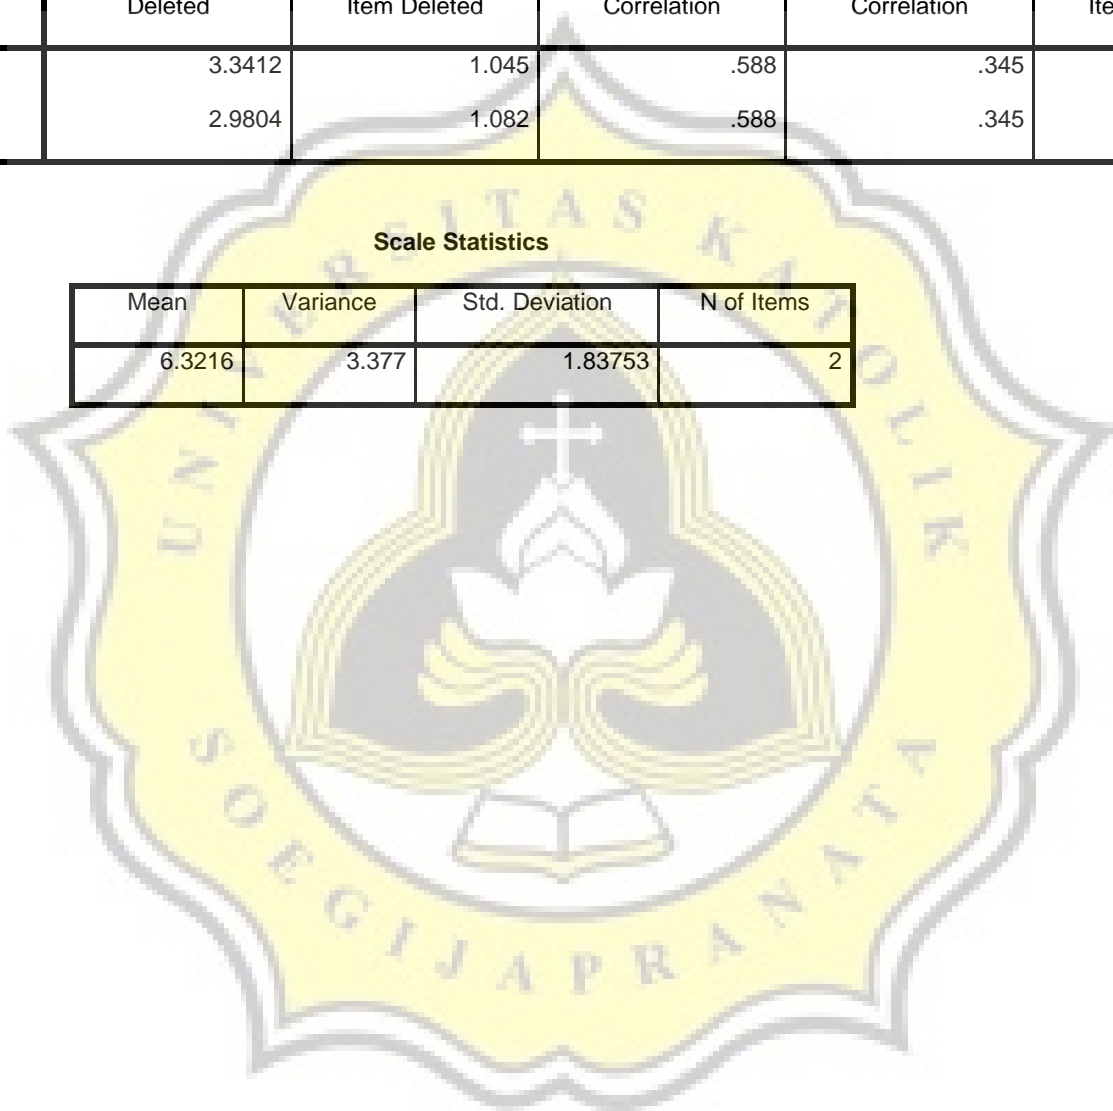 Deleted Item Deleted Correlation Correlation Ite
3.3412 1.045 .588 .345
2.9804 1.082 .588 .345
Scale Statistics
Mean Variance Std. Deviation N of Items
6.3216 3.377 1.83753 2
UNIVERSITAS KATOLIK
SOEGIJAPRANATA